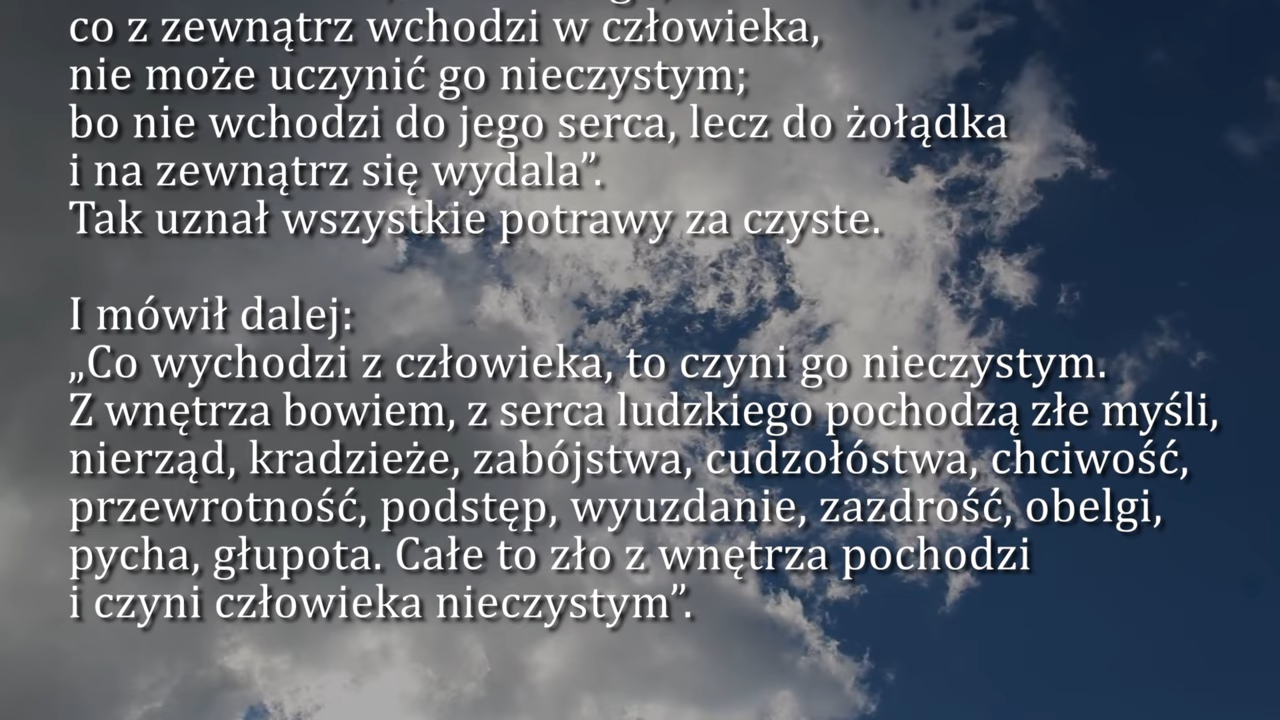 co z zewnątrz wchodzi w człowieka,
nie może uczynić go nieczystym;
bo nie wchodzi do jego serca, lecz do żołądka
i na zewnątrz się wydala”.
Tak uznał wszystkie potrawy za czyste.
I mówił dalej:
„Co wychodzi z człowieka, to czyni go nieczystym.
Z wnętrza bowiem, z serca ludzkiego pochodzą złe myśli,
nierząd, kradzieże, zabójstwa, cudzołóstwa, chciwość,
przewrotność, podstęp, wyuzdanie, zazdrość, obelgi,
pycha, głupota. Całe to zło z wnętrza pochodzi
i czyni człowieka nieczystym”.